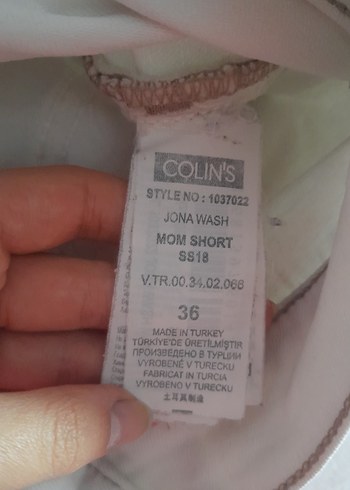 COLIN'S
STYLE NO : 1037022
JONA WASH
MOM SHORT
SS18
V.TR.00.34.02.068
36
MADE IN TURKEY
TÜRKİYE'DE ÜRETİLMİŞTİR
ПРОИЗВЕДЕНО В ТУРЦИИ
VYROBENÉ V TURECKU
FABRICAT IN TURCIA
VYROBENO V TURECKU
土耳其制造